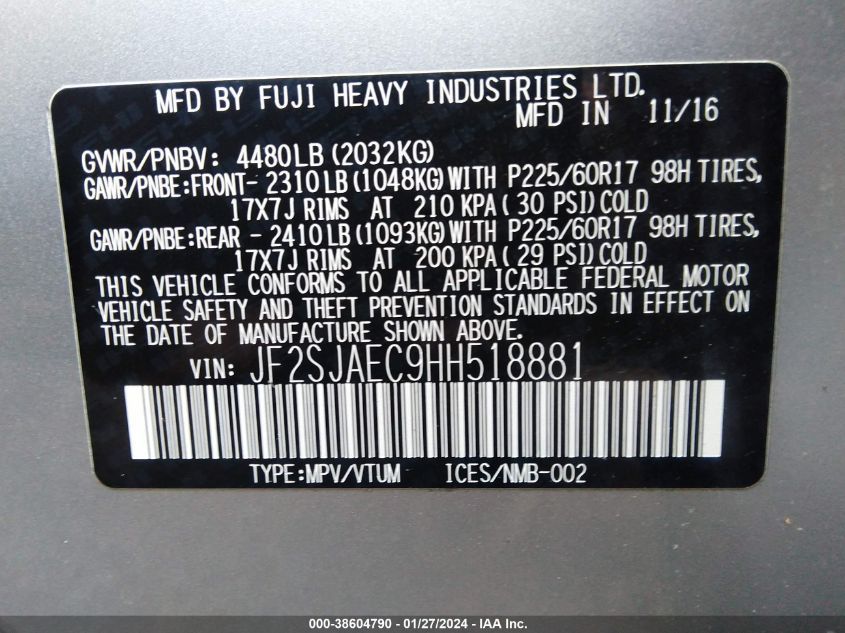 MFD BY FUJI HEAVY INDUSTRIES LTD.
MFD IN 11/16
GVWR/PNBV: 4480LB (2032KG)
GAWR/PNBE:FRONT- 2310LB (1048KG) WITH P225/60R17 98H TIRES,
17X7J RIMS AT 210 KPA ( 30 PSI) COLD
GAWR/PNBE:REAR - 2410LB (1093KG) WITH P225/60R17 98H TIRES,
17X7J RIMS AT 200 KPA ( 29 PSI) COLD
THIS VEHICLE CONFORMS TO ALL APPLICABLE FEDERAL MOTOR
VEHICLE SAFETY AND THEFT PREVENTION STANDARDS IN EFFECT ON
THE DATE OF MANUFACTURE SHOWN ABOVE.
VIN: JF2SJAEC9HH518881
TYPE:MPV/VTUM ICES/NMB-002
000-38604790 - 01/27/2024 - IAA Inc.